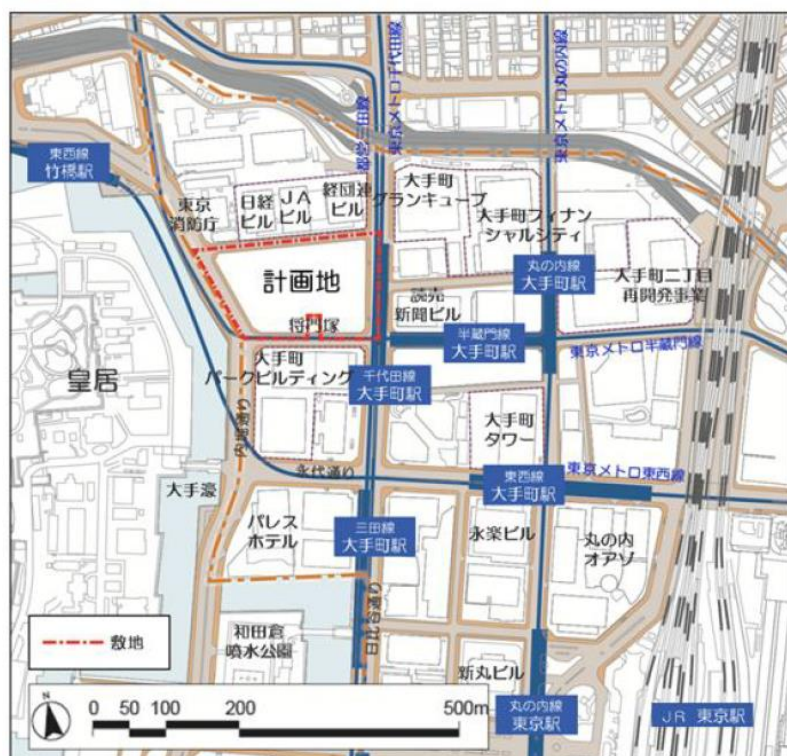 都営三田線
東京メトロ千代田線
東京メトロ丸の内線
東西線
竹橋駅
東京
消防庁
日経
ビル
JA
ビル
経団連
ビル
大手町
グランキューブ
大手町フィナン
シャルシティ
計画地
将門塚
読売
新聞ビル
丸の内線
大手町駅
大手町二丁目
再開発事業
半蔵門線
大手町駅
東京メトロ半蔵門線
皇居
大手町
パークビルディング
千代田線
大手町駅
内堀通り
大手町
タワー
永代通り
東西線
大手町駅
東京メトロ東西線
大手濠
パレス
ホテル
三田線
大手町駅
永楽ビル
丸の内
オアゾ
日比谷通り
和田倉
噴水公園
新丸ビル
丸の内線
東京駅
JR 東京駅
敷地
N
0 50 100 200 500m